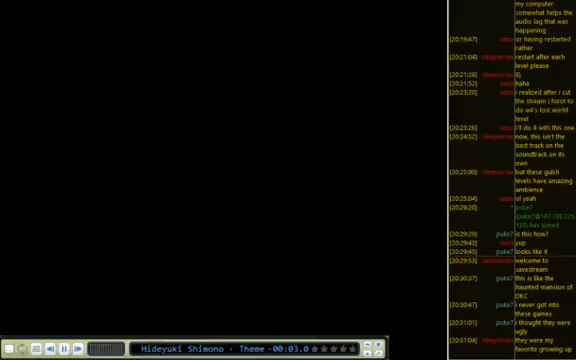 my computer
somewhat helps the
audio lag that was
happening
[20:19:47] or having restarted
rather
[20:21:04] restart after each
level please
[20:21:28] 8)
[20:21:52] haha
[20:23:20] i realized after i cut
the stream i forot to
do w4's lost world
level
[20:23:26] i'll do it with this one
[20:24:52] now, this isn't the
bast track on the
soundtrack on its
own
[20:25:00] but these gulch
levels have amazing
ambience
[20:25:04] ol yeah
[20:29:20] * puke7
has joined
[20:29:29] puke7 is this how?
[20:29:43] yup
[20:29:45] puke7 looks like it
[20:29:53] welcome to
savestream
[20:30:37] puke7 this is like the
haunted mansion of
DKC
[20:30:47] puke7 i never got into
these games
[20:31:01] puke7 i thought they were
ugly
[20:31:04] they were my
favorite growing up
Hideyuki Shimono - Theme -00:03.0